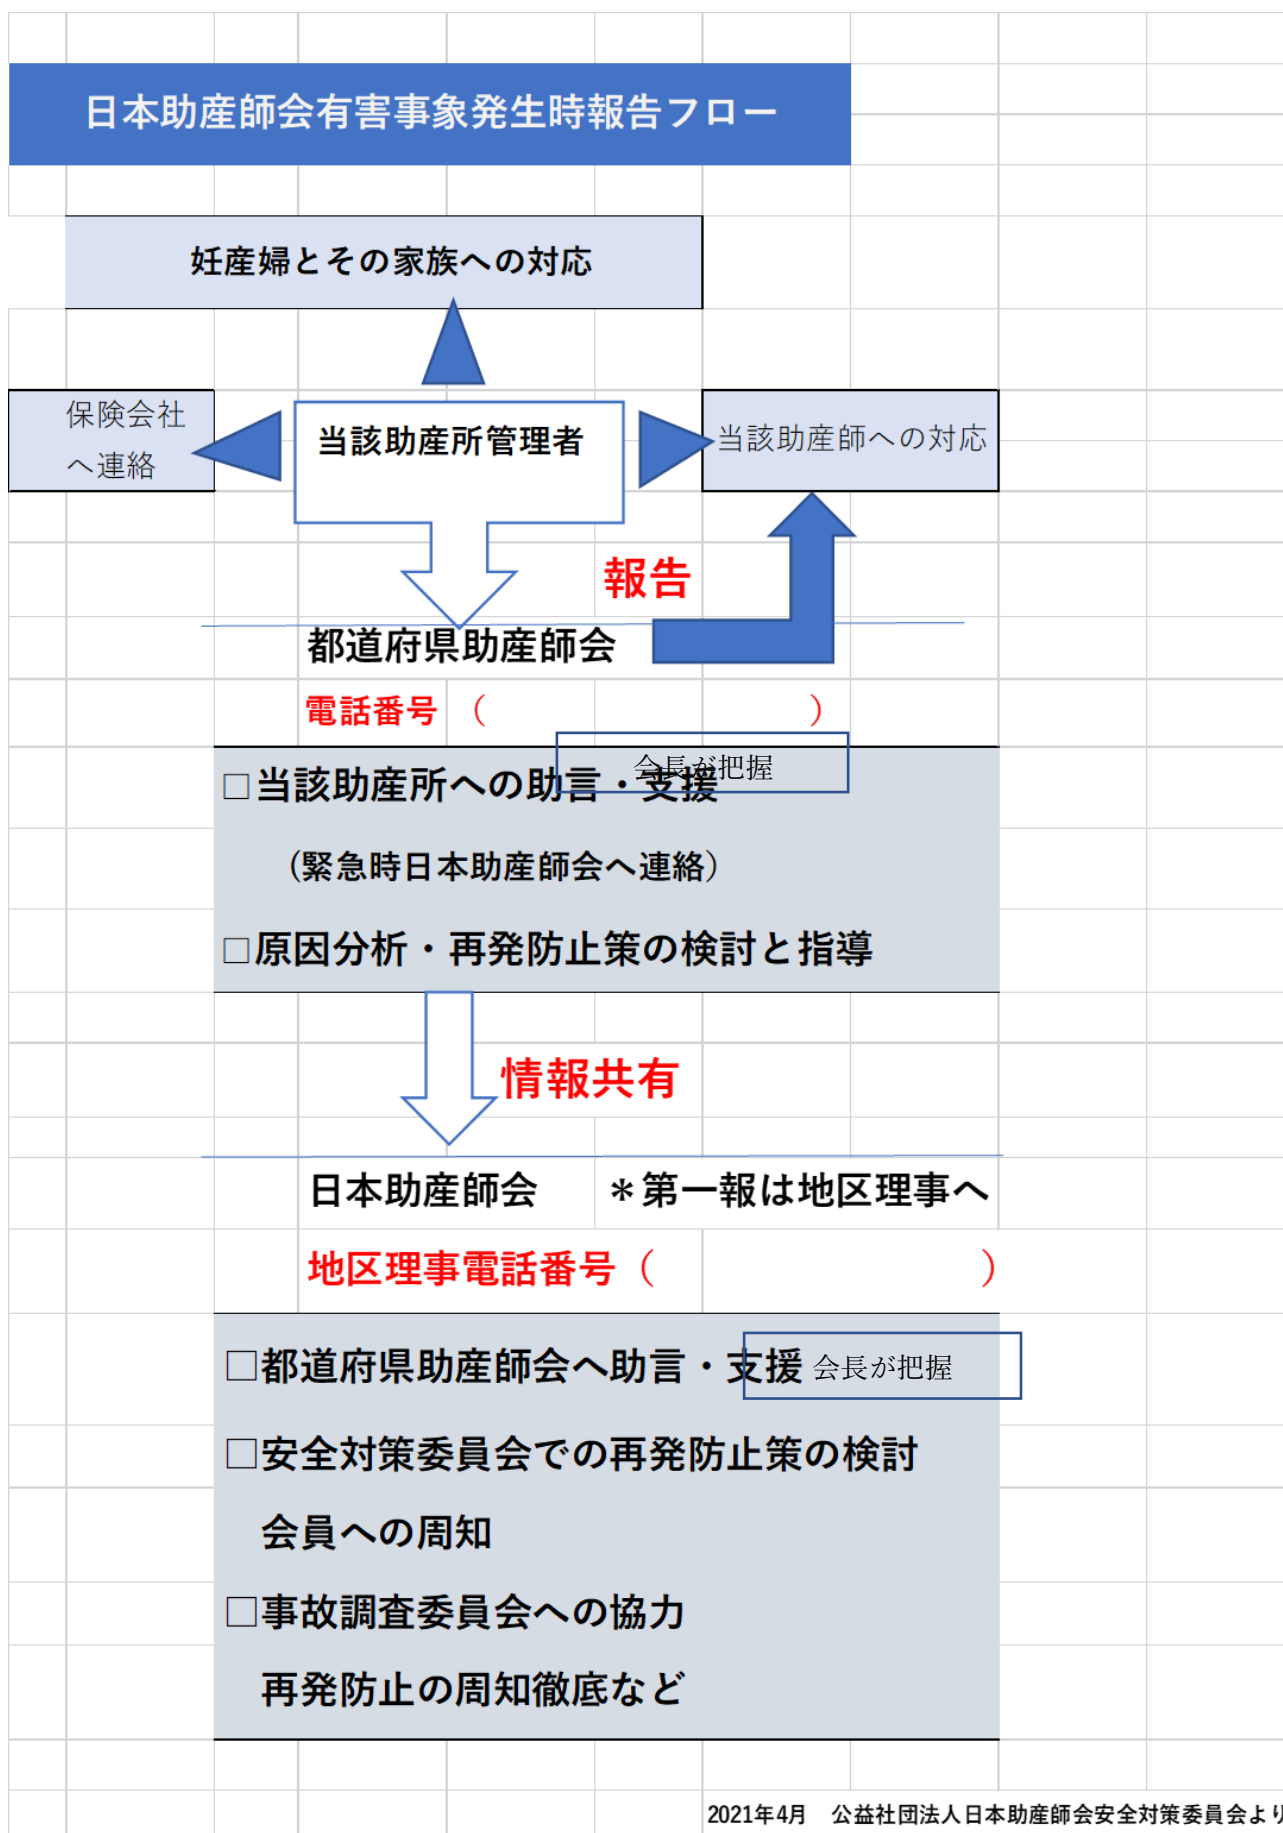 日本助産師会有害事象発生時報告フロー
妊産婦とその家族への対応
保険会社
へ連絡
当該助産所管理者
当該助産師への対応
報告
都道府県助産師会
電話番号 （　　　　　　　　）
会長が把握
□当該助産所への助言・支援
（緊急時日本助産師会へ連絡）
□原因分析・再発防止策の検討と指導
情報共有
日本助産師会　＊第一報は地区理事へ
地区理事電話番号（　　　　　　　　）
□都道府県助産師会へ助言・支援 会長が把握
□安全対策委員会での再発防止策の検討
会員への周知
□事故調査委員会への協力
再発防止の周知徹底など
2021年4月　公益社団法人日本助産師会安全対策委員会より